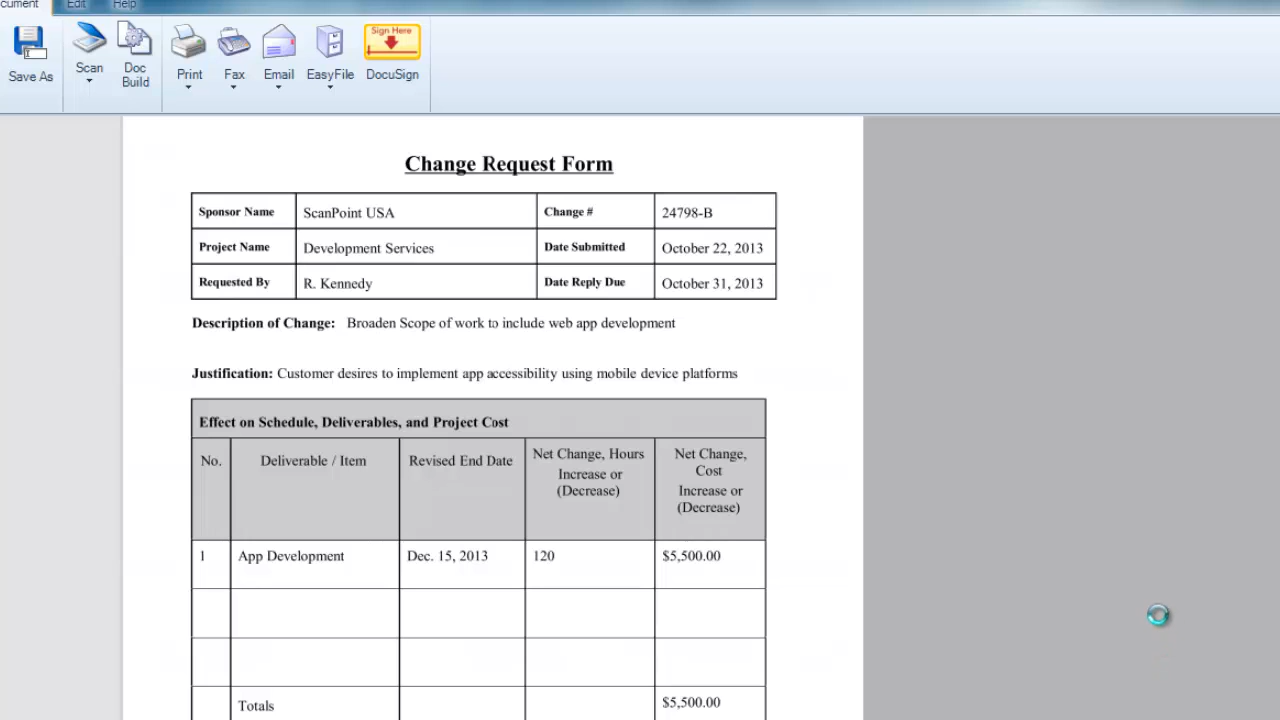 cument Edit Help
Sign Here
Save As Scan Doc Build Print Fax Email EasyFile DocuSign
Change Request Form
Sponsor Name ScanPoint USA Change # 24798-B
Project Name Development Services Date Submitted October 22, 2013
Requested By R. Kennedy Date Reply Due October 31, 2013
Description of Change: Broaden Scope of work to include web app development
Justification: Customer desires to implement app accessibility using mobile device platforms
Effect on Schedule, Deliverables, and Project Cost
No. Deliverable / Item Revised End Date Net Change, Hours Increase or (Decrease) Net Change, Cost Increase or (Decrease)
1 App Development Dec. 15, 2013 120 $5,500.00
Totals $5,500.00